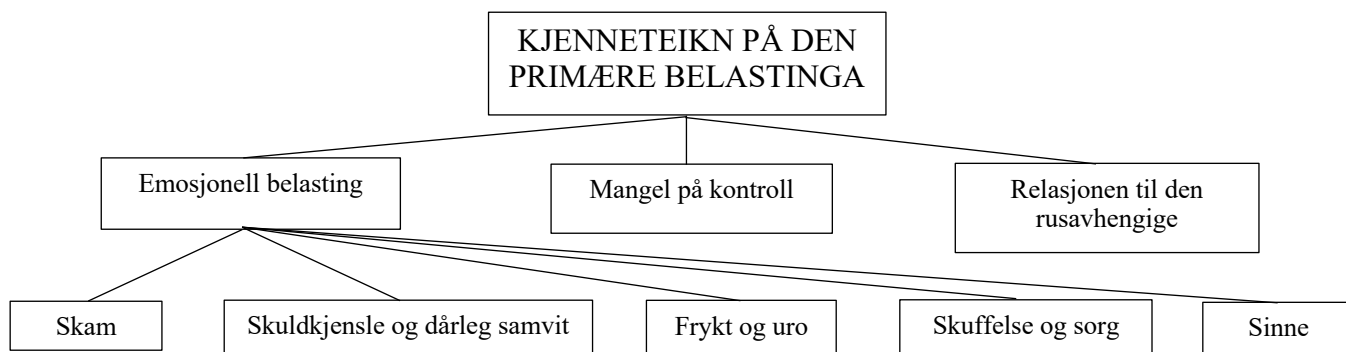 KJENNETEIKN PÅ DEN
PRIMÆRE BELASTINGA
Emosjonell belasting
Mangel på kontroll
Relasjonen til den
rusavhengige
Skam
Skuldkjensle og dårleg samvit
Frykt og uro
Skuffelse og sorg
Sinne